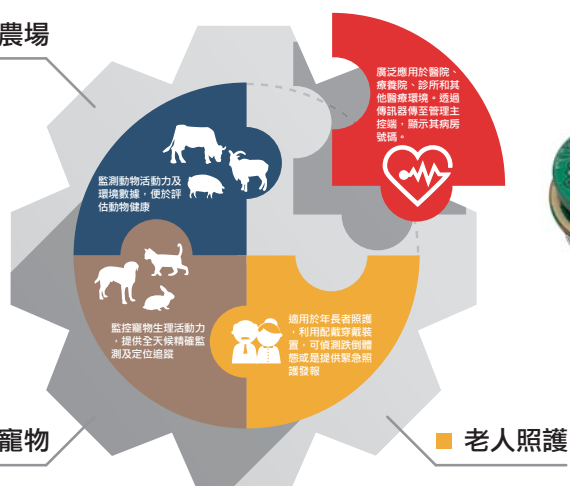 農場
廣泛應用於醫院、
療養院、診所和其
他醫療環境。透過
傳訊器傳至管理主
控端，顯示其病房
號碼。
監測動物活動力及
環境數據，便於評
估動物健康
監控寵物生理活動力
，提供全天候精確監
測及定位追蹤
適用於年長者照護
，利用配戴穿戴裝
置，可偵測跌倒體
態或是提供緊急照
護發報
寵物
老人照護